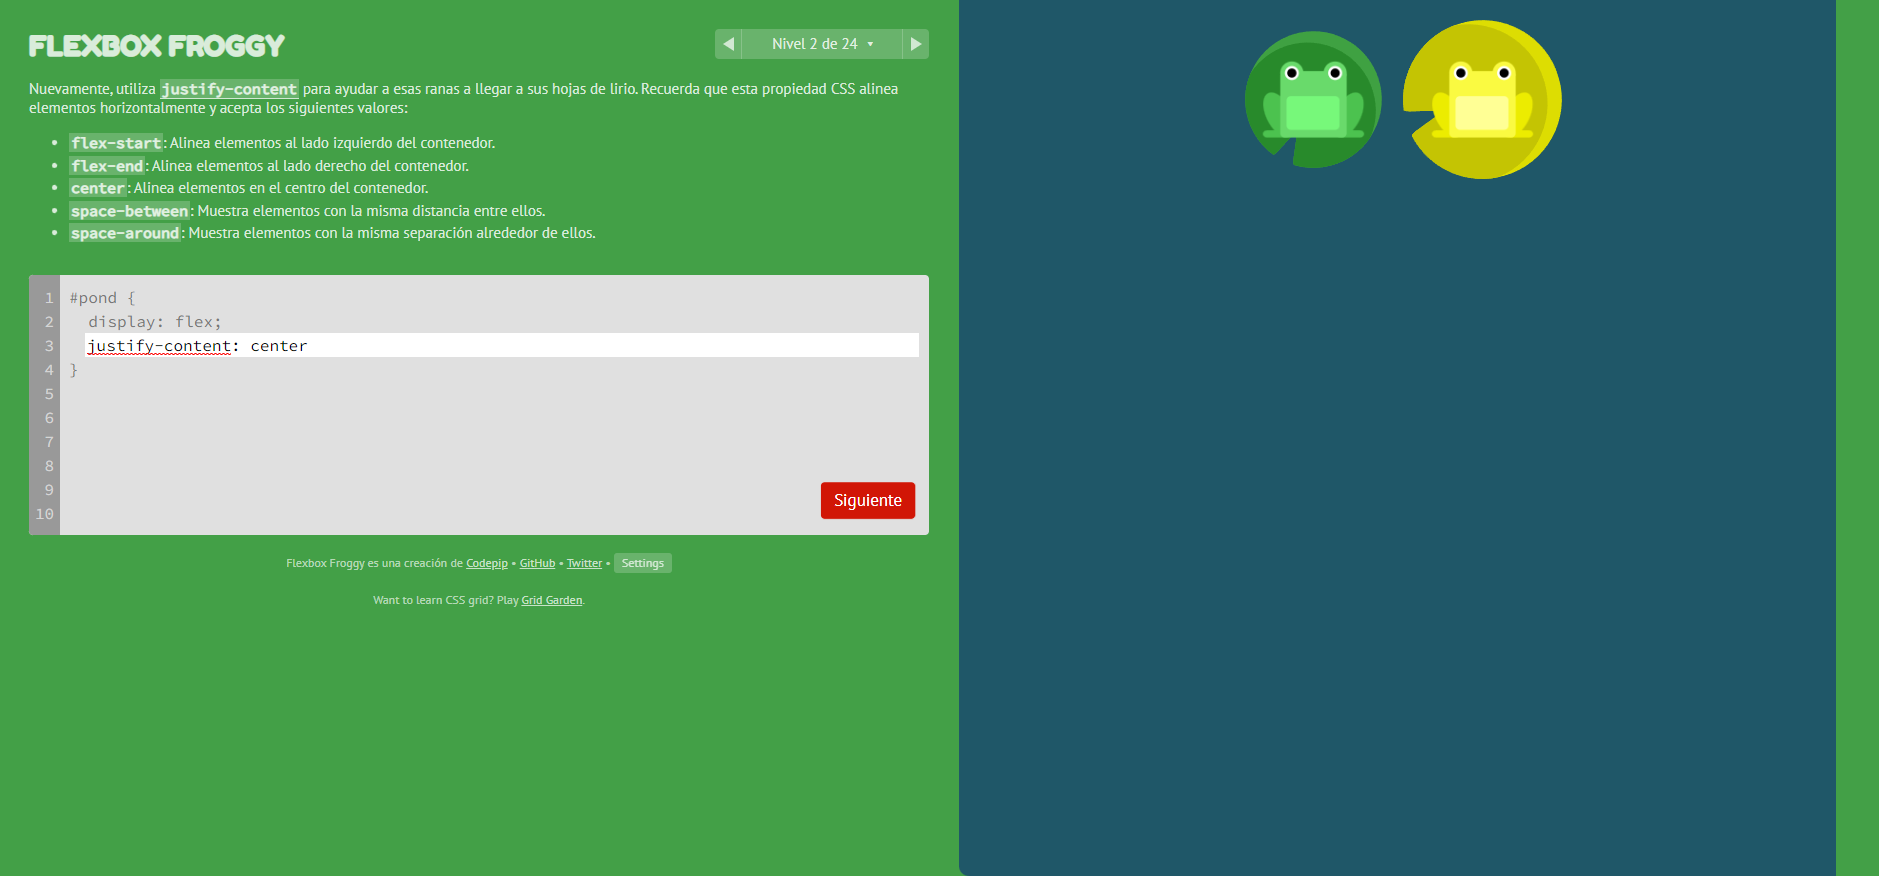 FLEXBOX FROGGY
◀ Nivel 2 de 24 ▾ ▶
Nuevamente, utiliza justify-content para ayudar a esas ranas a llegar a sus hojas de lirio. Recuerda que esta propiedad CSS alinea
elementos horizontalmente y acepta los siguientes valores:
• flex-start: Alinea elementos al lado izquierdo del contenedor.
• flex-end: Alinea elementos al lado derecho del contenedor.
• center: Alinea elementos en el centro del contenedor.
• space-between: Muestra elementos con la misma distancia entre ellos.
• space-around: Muestra elementos con la misma separación alrededor de ellos.
1 #pond {
2 display: flex;
3 justify-content: center
4 }
5
6
7
8
9
10
Siguiente
Flexbox Froggy es una creación de Codepip • GitHub • Twitter • Settings
Want to learn CSS grid? Play Grid Garden.